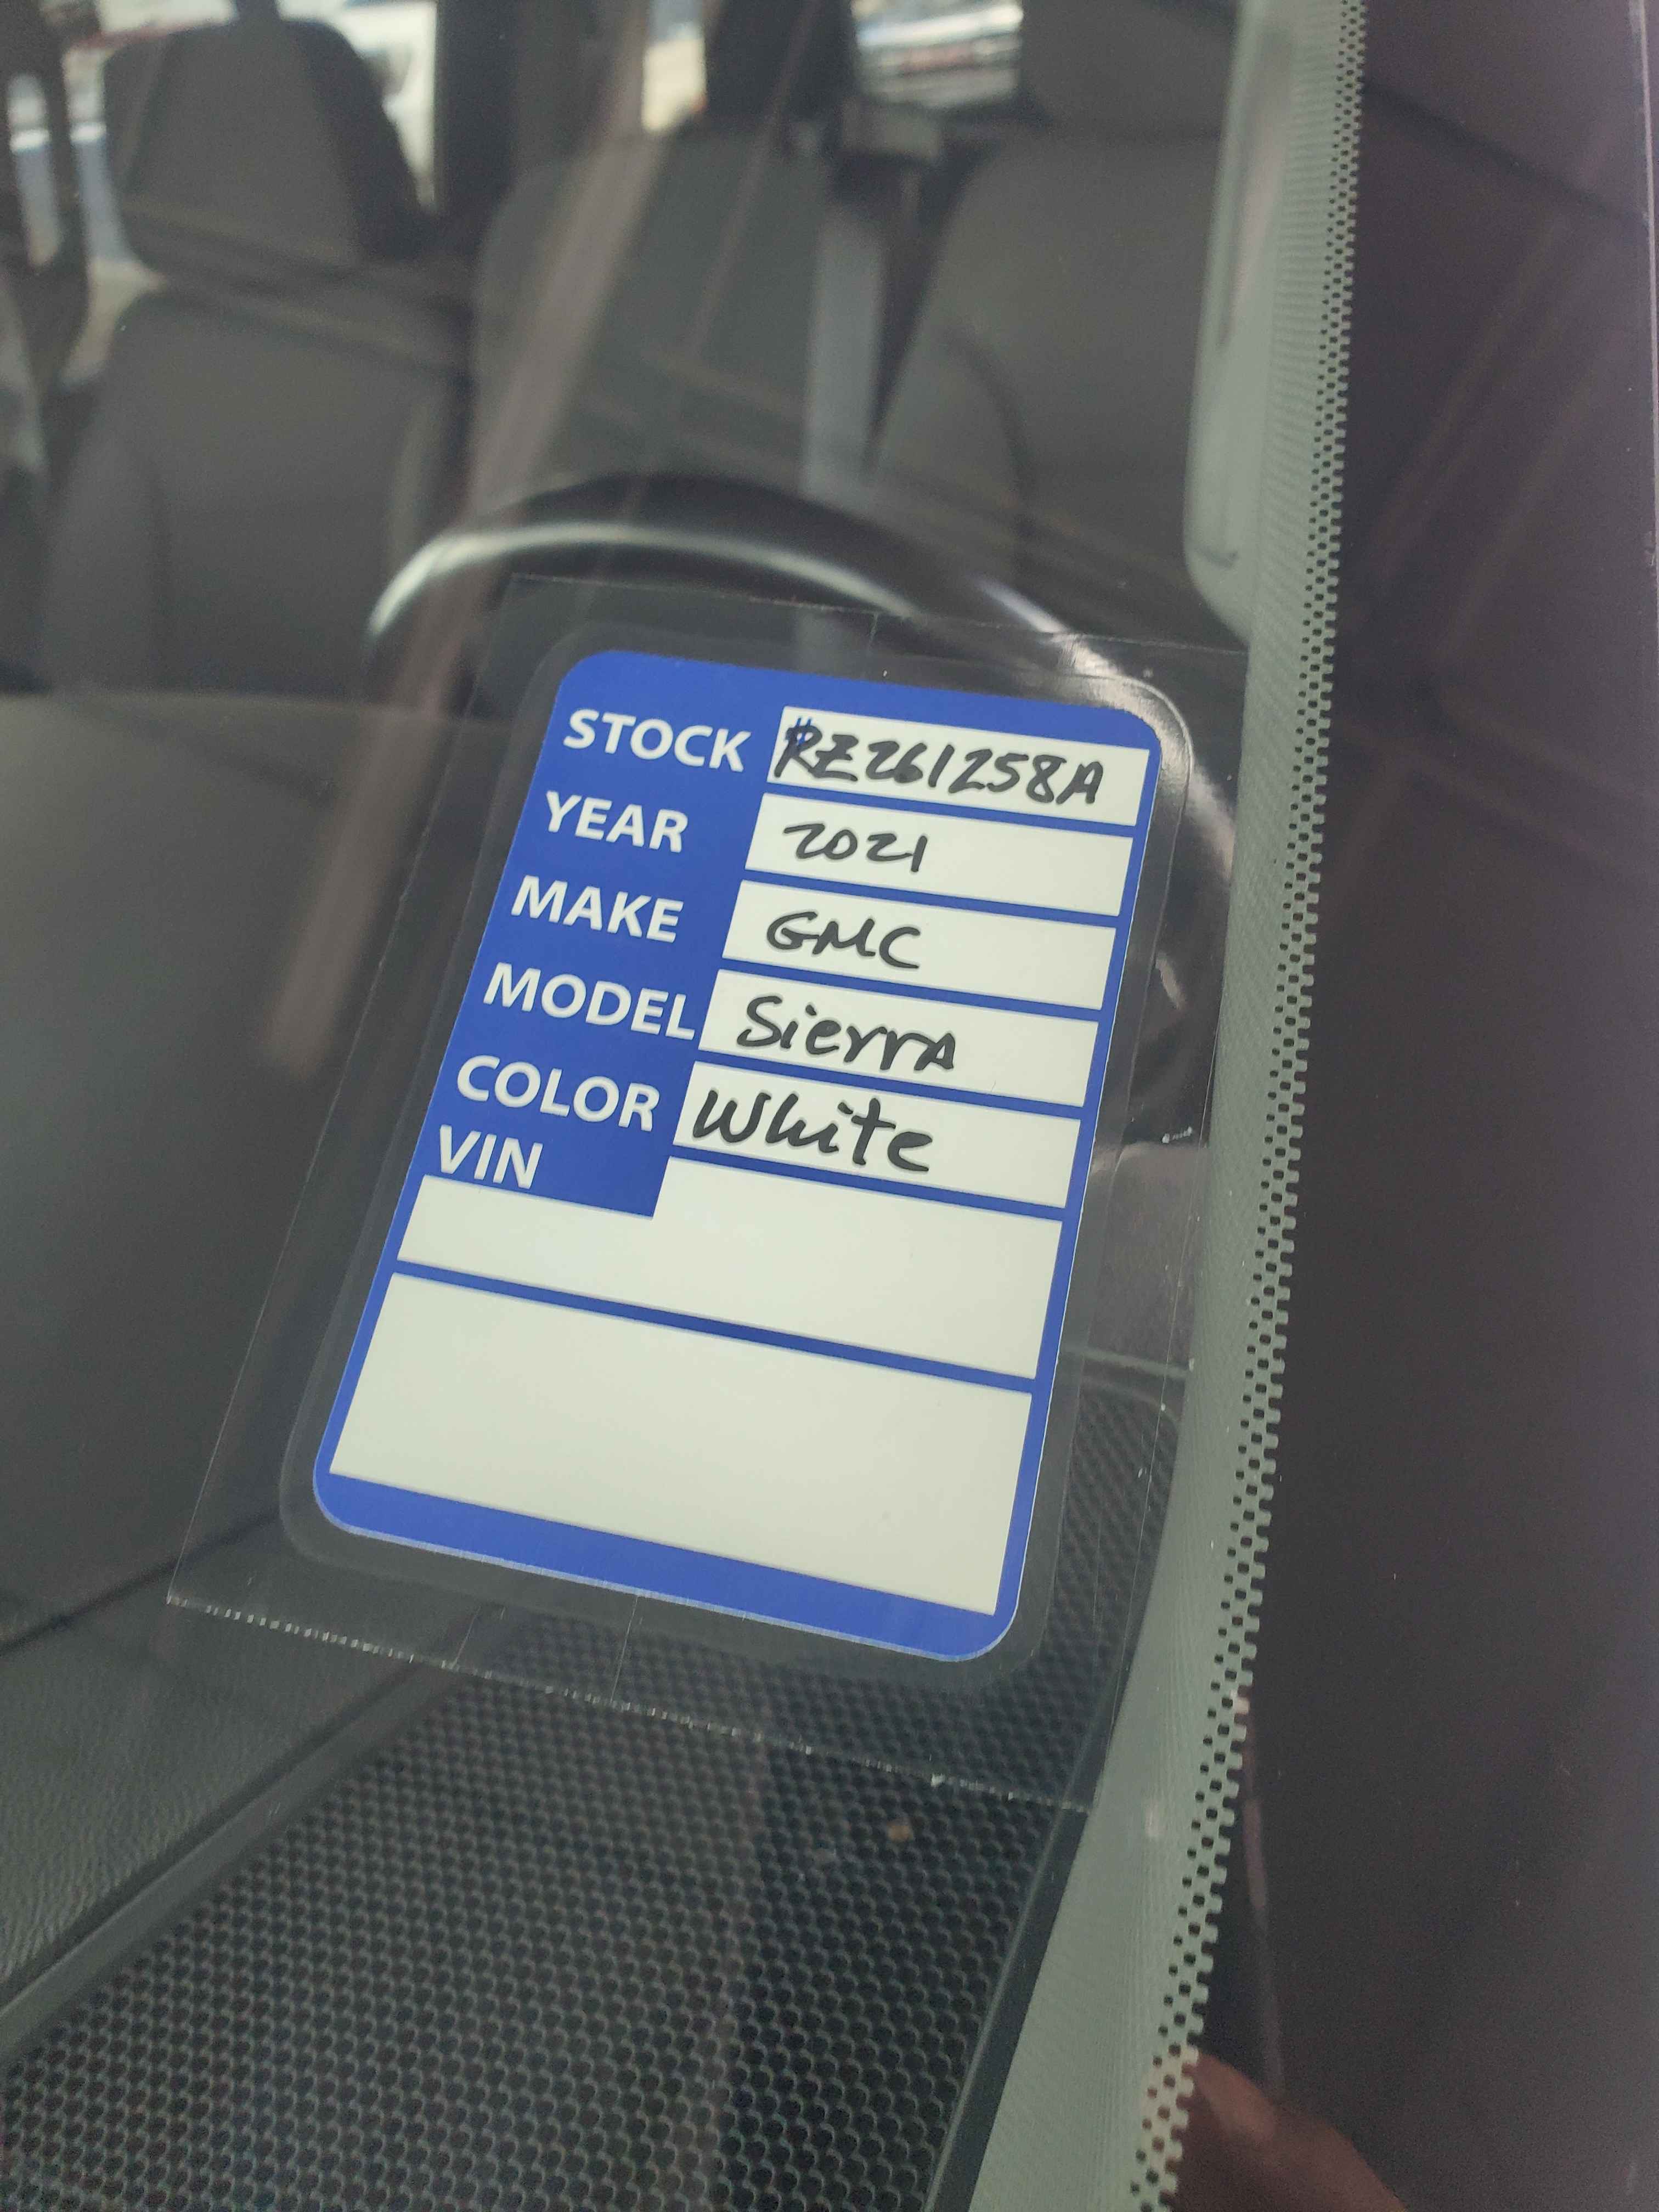 STOCK #RZ261258A
YEAR 2021
MAKE GMC
MODEL SierrA
COLOR White
VIN